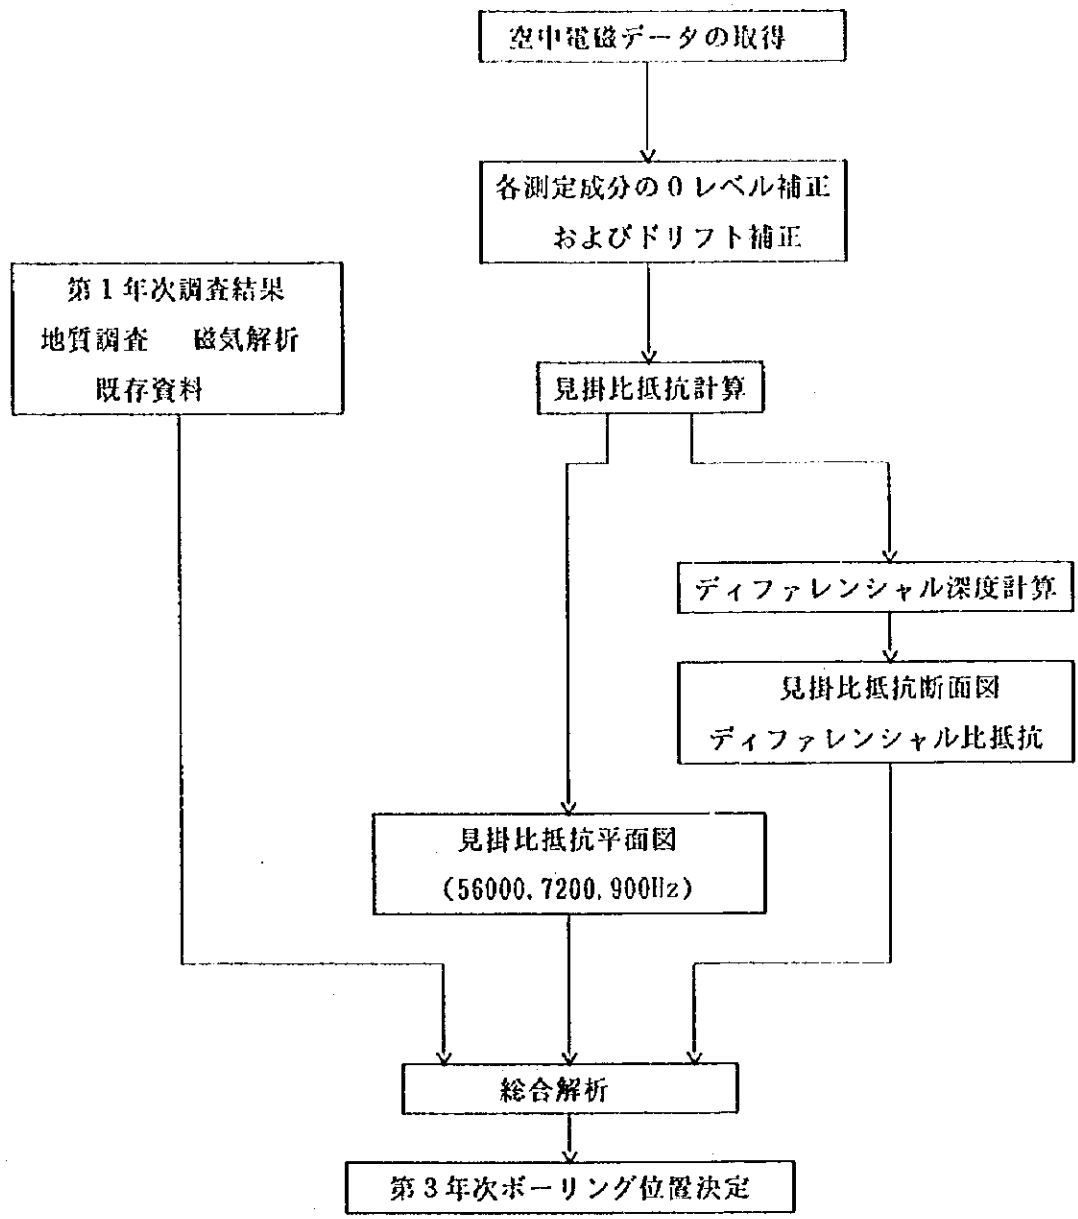 空中電磁データの取得
各測定成分の0レベル補正
およびドリフト補正
第1年次調査結果
地質調査 磁気解析
既存資料
見掛比抵抗計算
ディファレンシャル深度計算
見掛比抵抗断面図
ディファレンシャル比抵抗
見掛比抵抗平面図
(56000, 7200, 900Hz)
総合解析
第3年次ボーリング位置決定